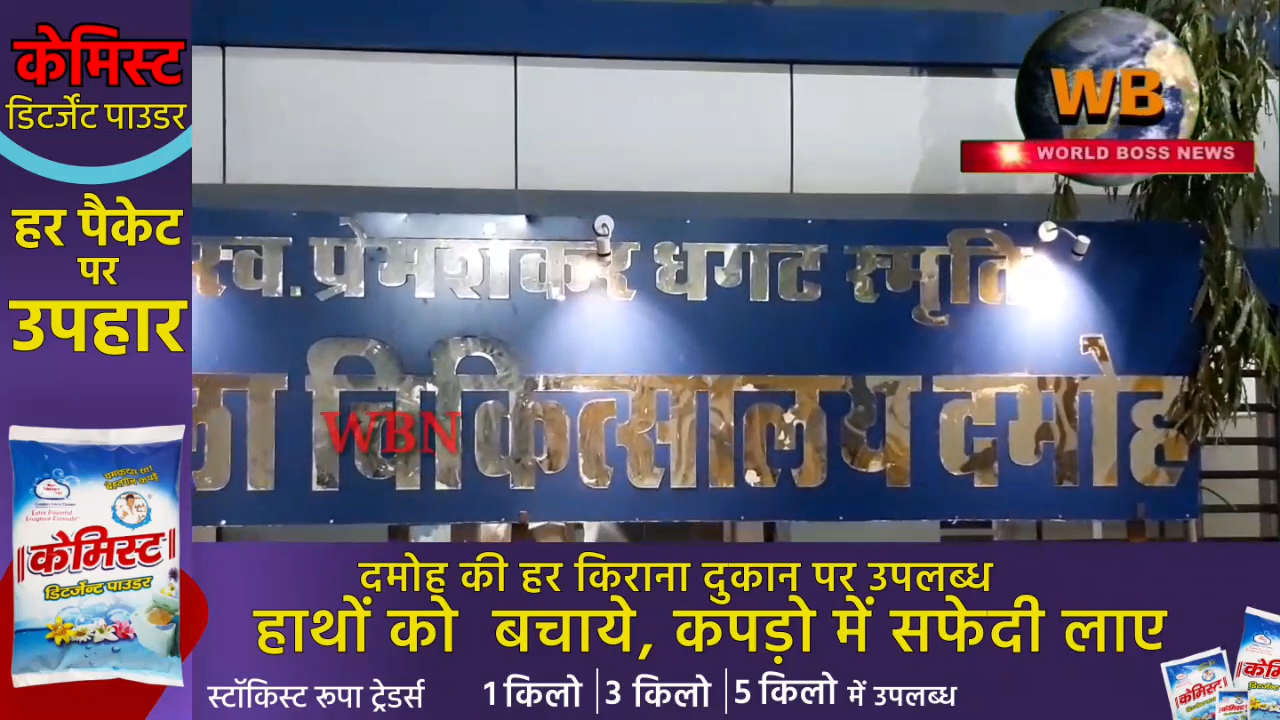 केमिस्ट
डिटर्जेंट पाउडर
हर पैकेट
पर
उपहार
WB
WORLD BOSS NEWS
स्व. प्रेमशंकर धगट स्मृति
ला चिकित्सालय दमोह
WBN
केमिस्ट
डिटर्जेन्ट पाउडर
दमोह की हर किराना दुकान पर उपलब्ध
हाथों को बचाये, कपड़ो में सफेदी लाए
स्टॉकिस्ट रूपा ट्रेडर्स 1 किलो | 3 किलो | 5 किलो में उपलब्ध
केमिस्ट